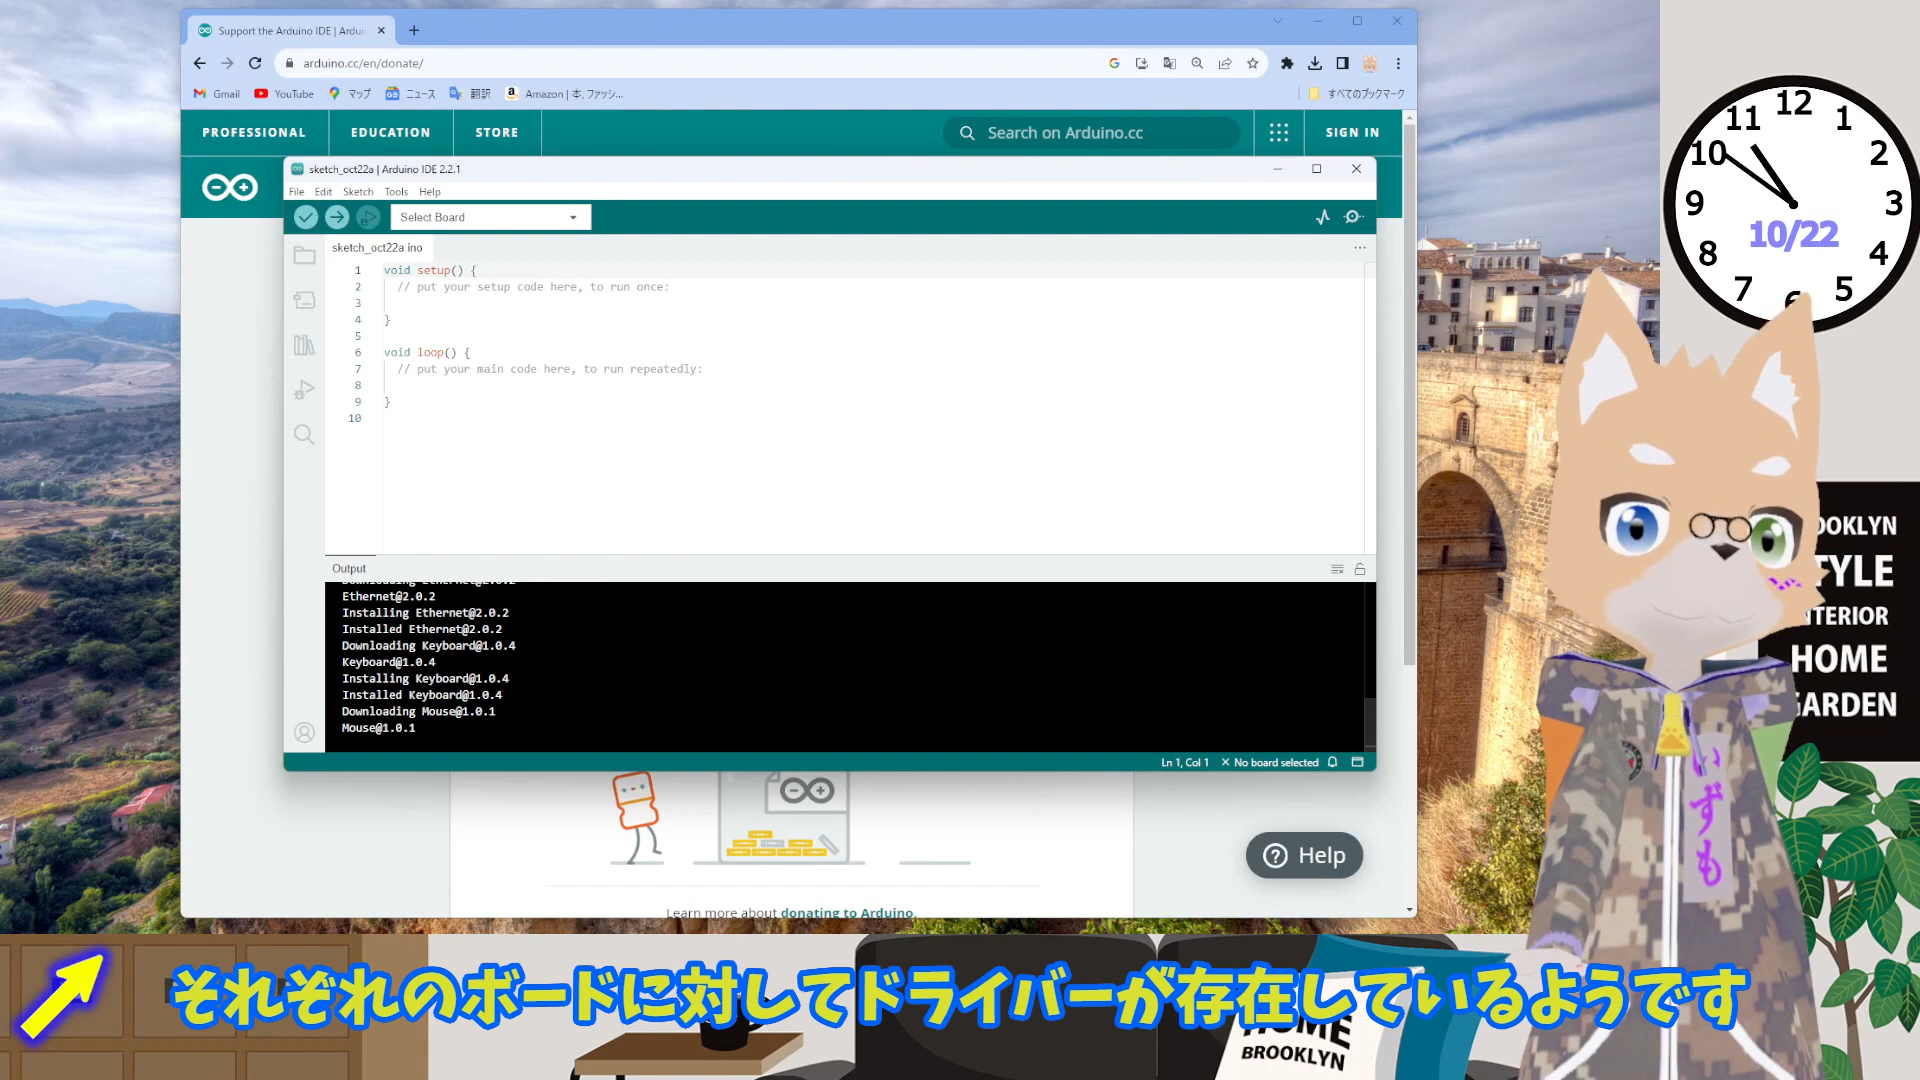 Support the Arduino IDE | Ardui
arduino.cc/en/donate/
Gmail
YouTube
マップ
ニュース
翻訳
Amazon | 本, ファッシ...
すべてのブックマーク
PROFESSIONAL
EDUCATION
STORE
Search on Arduino.cc
SIGN IN
sketch_oct22a | Arduino IDE 2.2.1
File Edit Sketch Tools Help
Select Board
sketch_oct22a.ino
1 void setup() {
2 // put your setup code here, to run once:
3
4 }
5
6 void loop() {
7 // put your main code here, to run repeatedly:
8
9 }
10
Output
Downloading Ethernet@2.0.2
Ethernet@2.0.2
Installing Ethernet@2.0.2
Installed Ethernet@2.0.2
Downloading Keyboard@1.0.4
Keyboard@1.0.4
Installing Keyboard@1.0.4
Installed Keyboard@1.0.4
Downloading Mouse@1.0.1
Mouse@1.0.1
Ln 1, Col 1
No board selected
Help
Learn more about donating to Arduino.
12
1
2
3
4
5
6
7
8
9
10
11
10/22
OOKLYN
TYLE
NTERIOR
HOME
GARDEN
いずも
それぞれのボードに対してドライバーが存在しているようです
HOME
BROOKLYN